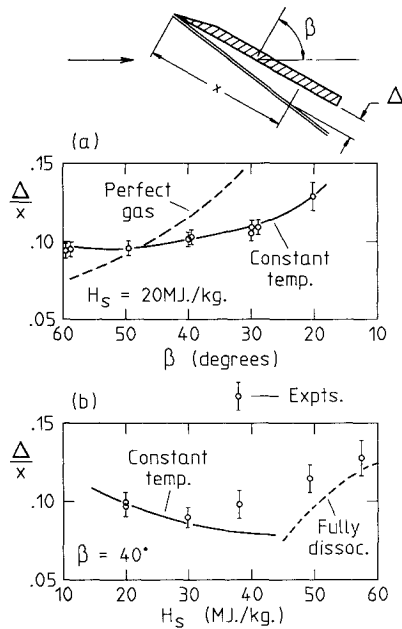 β
x
Δ
(a)
.15
Δ/x
.10
.05
Perfect gas
Constant temp.
H_S = 20MJ./kg.
60 50 40 30 20 10
β (degrees)
(b)
Expts.
.15
Δ/x
.10
.05
Constant temp.
Fully dissoc.
β = 40°
10 20 30 40 50 60
H_S (MJ./kg.)